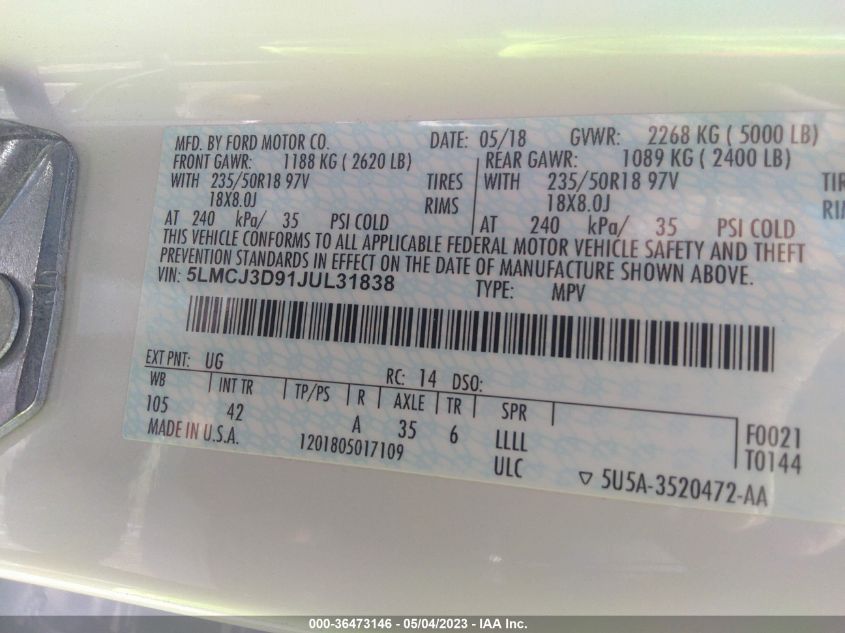 MFD. BY FORD MOTOR CO. DATE: 05/18 GVWR: 2268 KG ( 5000 LB)
FRONT GAWR: 1188 KG ( 2620 LB) REAR GAWR: 1089 KG ( 2400 LB)
WITH 235/50R18 97V TIRES WITH 235/50R18 97V
18X8.0J RIMS 18X8.0J
AT 240 kPa/ 35 PSI COLD AT 240 kPa/ 35 PSI COLD
THIS VEHICLE CONFORMS TO ALL APPLICABLE FEDERAL MOTOR VEHICLE SAFETY AND THEFT
PREVENTION STANDARDS IN EFFECT ON THE DATE OF MANUFACTURE SHOWN ABOVE.
VIN: 5LMCJ3D91JUL31838 TYPE: MPV
EXT PNT: UG RC: 14 DSO:
WB INT TR TP/PS R AXLE TR SPR
105 42 A 35 6 LLLL F0021
MADE IN U.S.A. 1201805017109 ULC T0144
5U5A-3520472-AA
000-36473146 - 05/04/2023 - IAA Inc.